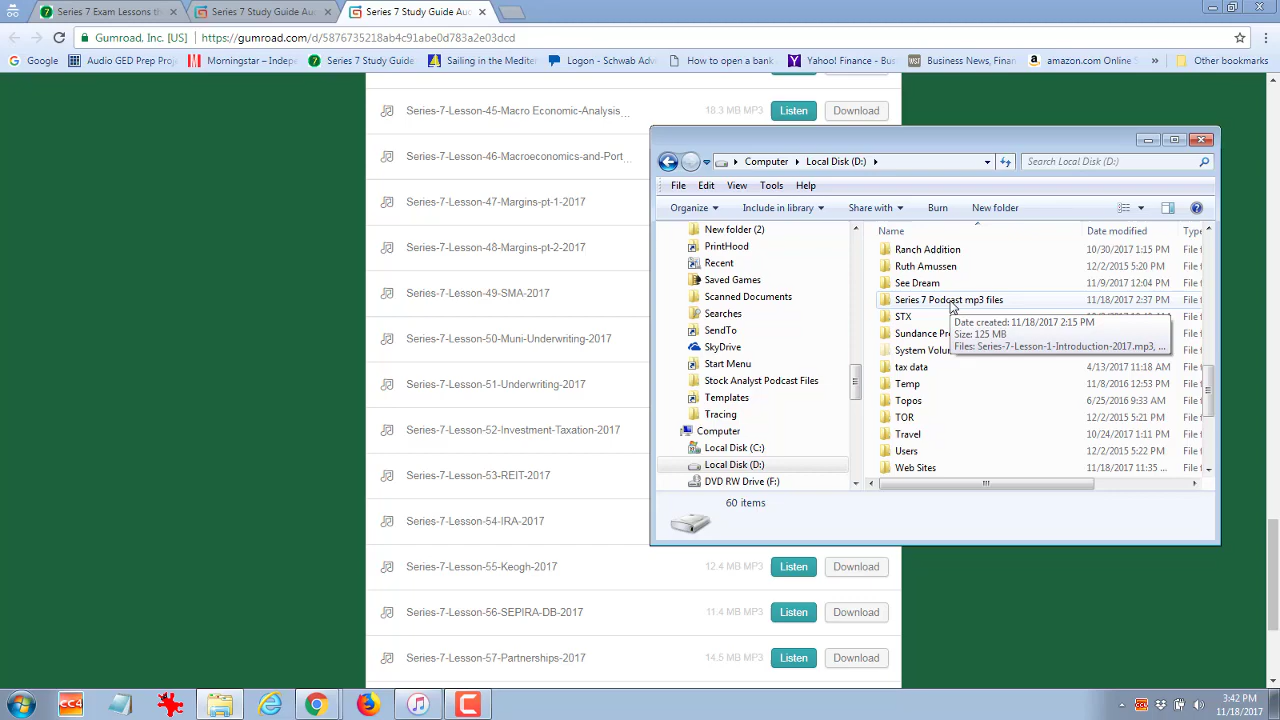 Series 7 Exam Lessons th
Series 7 Study Guide Aud
Series 7 Study Guide Auc
Gumroad, Inc. [US]
https://gumroad.com/d/5876735218ab4c91abe0d783a2e03dcd
Google
Audio GED Prep Proj
Morningstar – Indep
Series 7 Study Guide
Sailing in the Mediter
Logon - Schwab Adv
How to open a bank
Yahoo! Finance - Bus
Business News, Fina
amazon.com Online S
»
Other Bookmarks
Series-7-Lesson-45-Macro Economic-Analysis...
18.3 MB MP3
Listen
Download
Series-7-Lesson-46-Macroeconomics-and-Port...
Series-7-Lesson-47-Margins-pt-1-2017
Series-7-Lesson-48-Margins-pt-2-2017
Series-7-Lesson-49-SMA-2017
Series-7-Lesson-50-Muni-Underwriting-2017
Series-7-Lesson-51-Underwriting-2017
Series-7-Lesson-52-Investment-Taxation-2017
Series-7-Lesson-53-REIT-2017
Series-7-Lesson-54-IRA-2017
Series-7-Lesson-55-Keogh-2017
12.4 MB MP3
Listen
Download
Series-7-Lesson-56-SEPIRA-DB-2017
11.4 MB MP3
Listen
Download
Series-7-Lesson-57-Partnerships-2017
14.5 MB MP3
Listen
Download
Computer
Local Disk (D:)
Search Local Disk (D:)
File
Edit
View
Tools
Help
Organize
Include in library
Share with
Burn
New folder
New folder (2)
PrintHood
Recent
Saved Games
Scanned Documents
Searches
SendTo
SkyDrive
Start Menu
Stock Analyst Podcast Files
Templates
Tracing
Computer
Local Disk (C:)
Local Disk (D:)
DVD RW Drive (F:)
Name
Date modified
Type
Ranch Addition
10/30/2017 1:15 PM
File f
Ruth Amussen
12/2/2015 5:20 PM
File f
See Dream
11/9/2017 12:04 PM
File f
Series 7 Podcast mp3 files
11/18/2017 2:37 PM
File f
STX
File f
Sundance Pr
File f
System Volu
File f
tax data
4/13/2017 11:18 AM
File f
Temp
11/8/2016 12:53 PM
File f
Topos
6/25/2016 9:33 AM
File f
TOR
12/2/2015 5:21 PM
File f
Travel
10/24/2017 1:11 PM
File f
Users
12/2/2015 5:22 PM
File f
Web Sites
11/18/2017 11:35 ...
File f
Date created: 11/18/2017 2:15 PM
Size: 125 MB
Files: Series-7-Lesson-1-Introduction-2017.mp3, ...
60 items
CC4
3:42 PM
11/18/2017